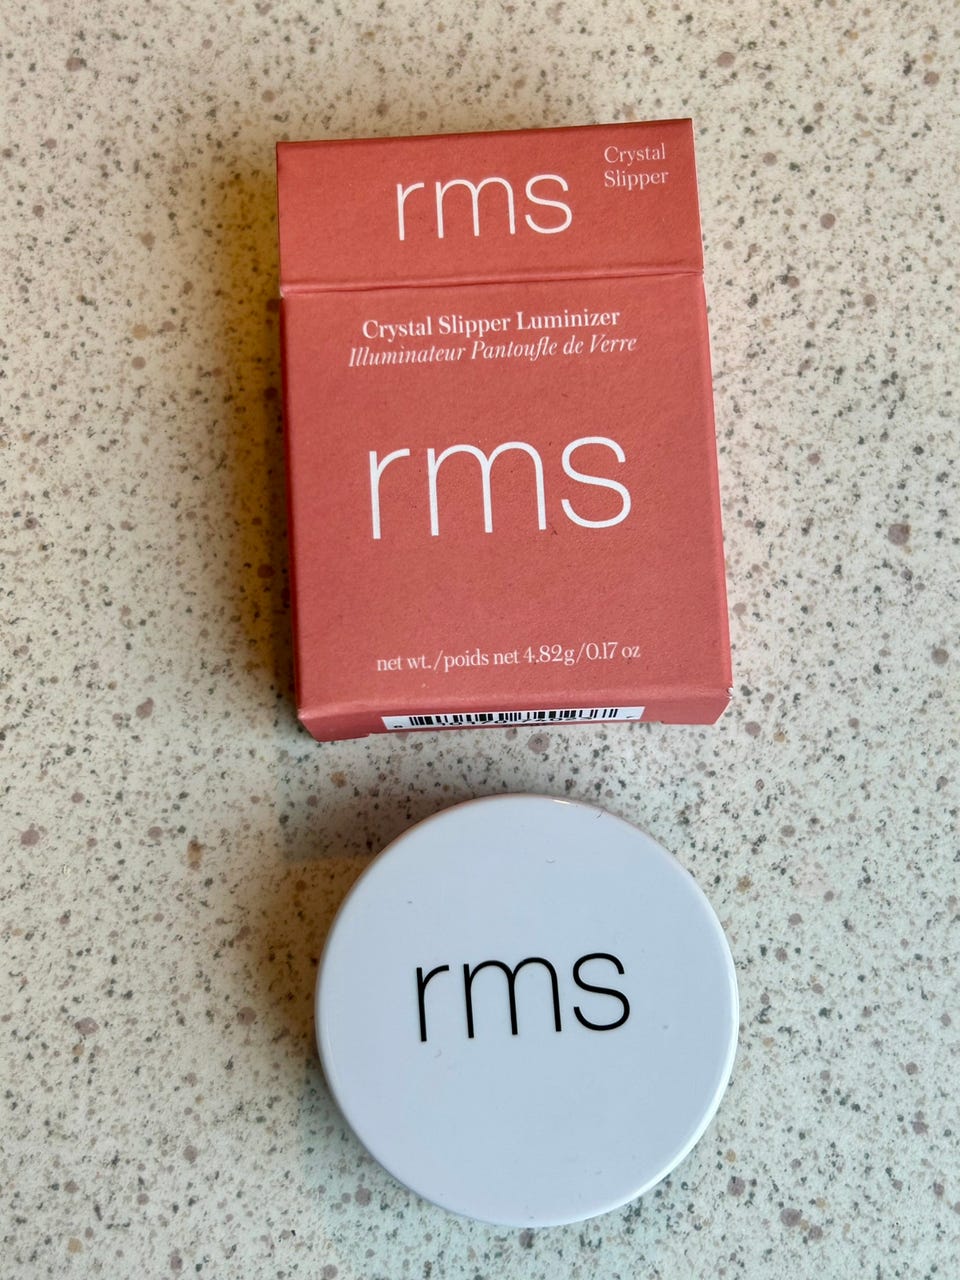 rms
Crystal
Slipper
Crystal Slipper Luminizer
Illuminateur Pantoufle de Verre
rms
net wt./poids net 4.82g/0.17 oz
rms